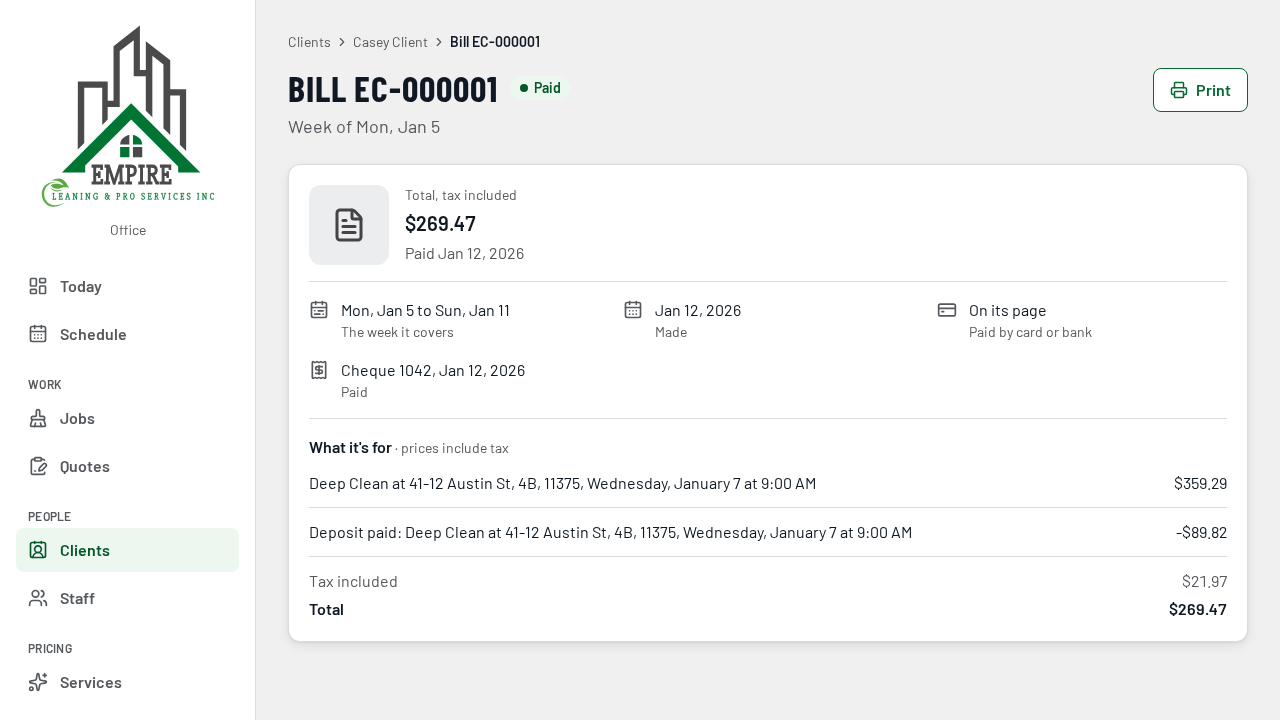 EMPIRE
CLEANING & PRO SERVICES INC
Office
Today
Schedule
WORK
Jobs
Quotes
PEOPLE
Clients
Staff
PRICING
Services
Clients > Casey Client > Bill EC-000001
BILL EC-000001 Paid
Print
Week of Mon, Jan 5
Total, tax included
$269.47
Paid Jan 12, 2026
Mon, Jan 5 to Sun, Jan 11
The week it covers
Jan 12, 2026
Made
On its page
Paid by card or bank
Cheque 1042, Jan 12, 2026
Paid
What it's for · prices include tax
Deep Clean at 41-12 Austin St, 4B, 11375, Wednesday, January 7 at 9:00 AM $359.29
Deposit paid: Deep Clean at 41-12 Austin St, 4B, 11375, Wednesday, January 7 at 9:00 AM -$89.82
Tax included $21.97
Total $269.47